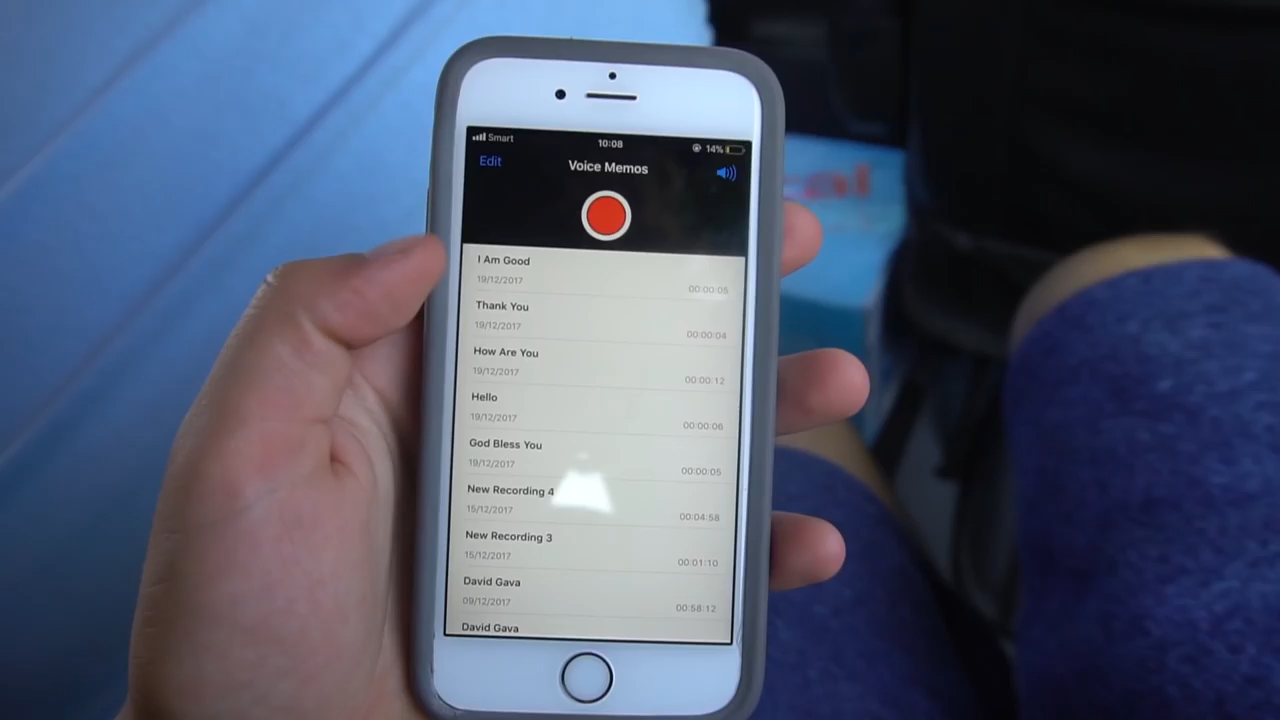 Smart 10:08 14%
Edit Voice Memos
I Am Good
19/12/2017 00:00:05
Thank You
19/12/2017 00:00:04
How Are You
19/12/2017 00:00:12
Hello
19/12/2017 00:00:06
God Bless You
19/12/2017 00:00:05
New Recording 4
15/12/2017 00:04:58
New Recording 3
15/12/2017 00:01:10
David Gava
09/12/2017 00:58:12
David Gava